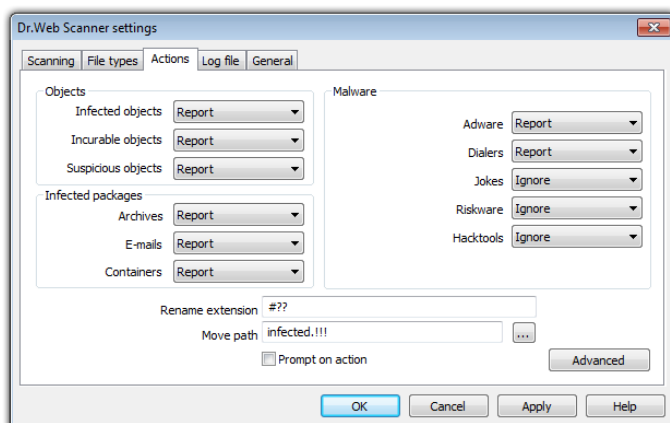 Dr.Web Scanner settings
Scanning File types Actions Log file General
Objects
Infected objects Report
Incurable objects Report
Suspicious objects Report
Infected packages
Archives Report
E-mails Report
Containers Report
Malware
Adware Report
Dialers Report
Jokes Ignore
Riskware Ignore
Hacktools Ignore
Rename extension #??
Move path infected.!!! ...
Prompt on action
Advanced
OK Cancel Apply Help